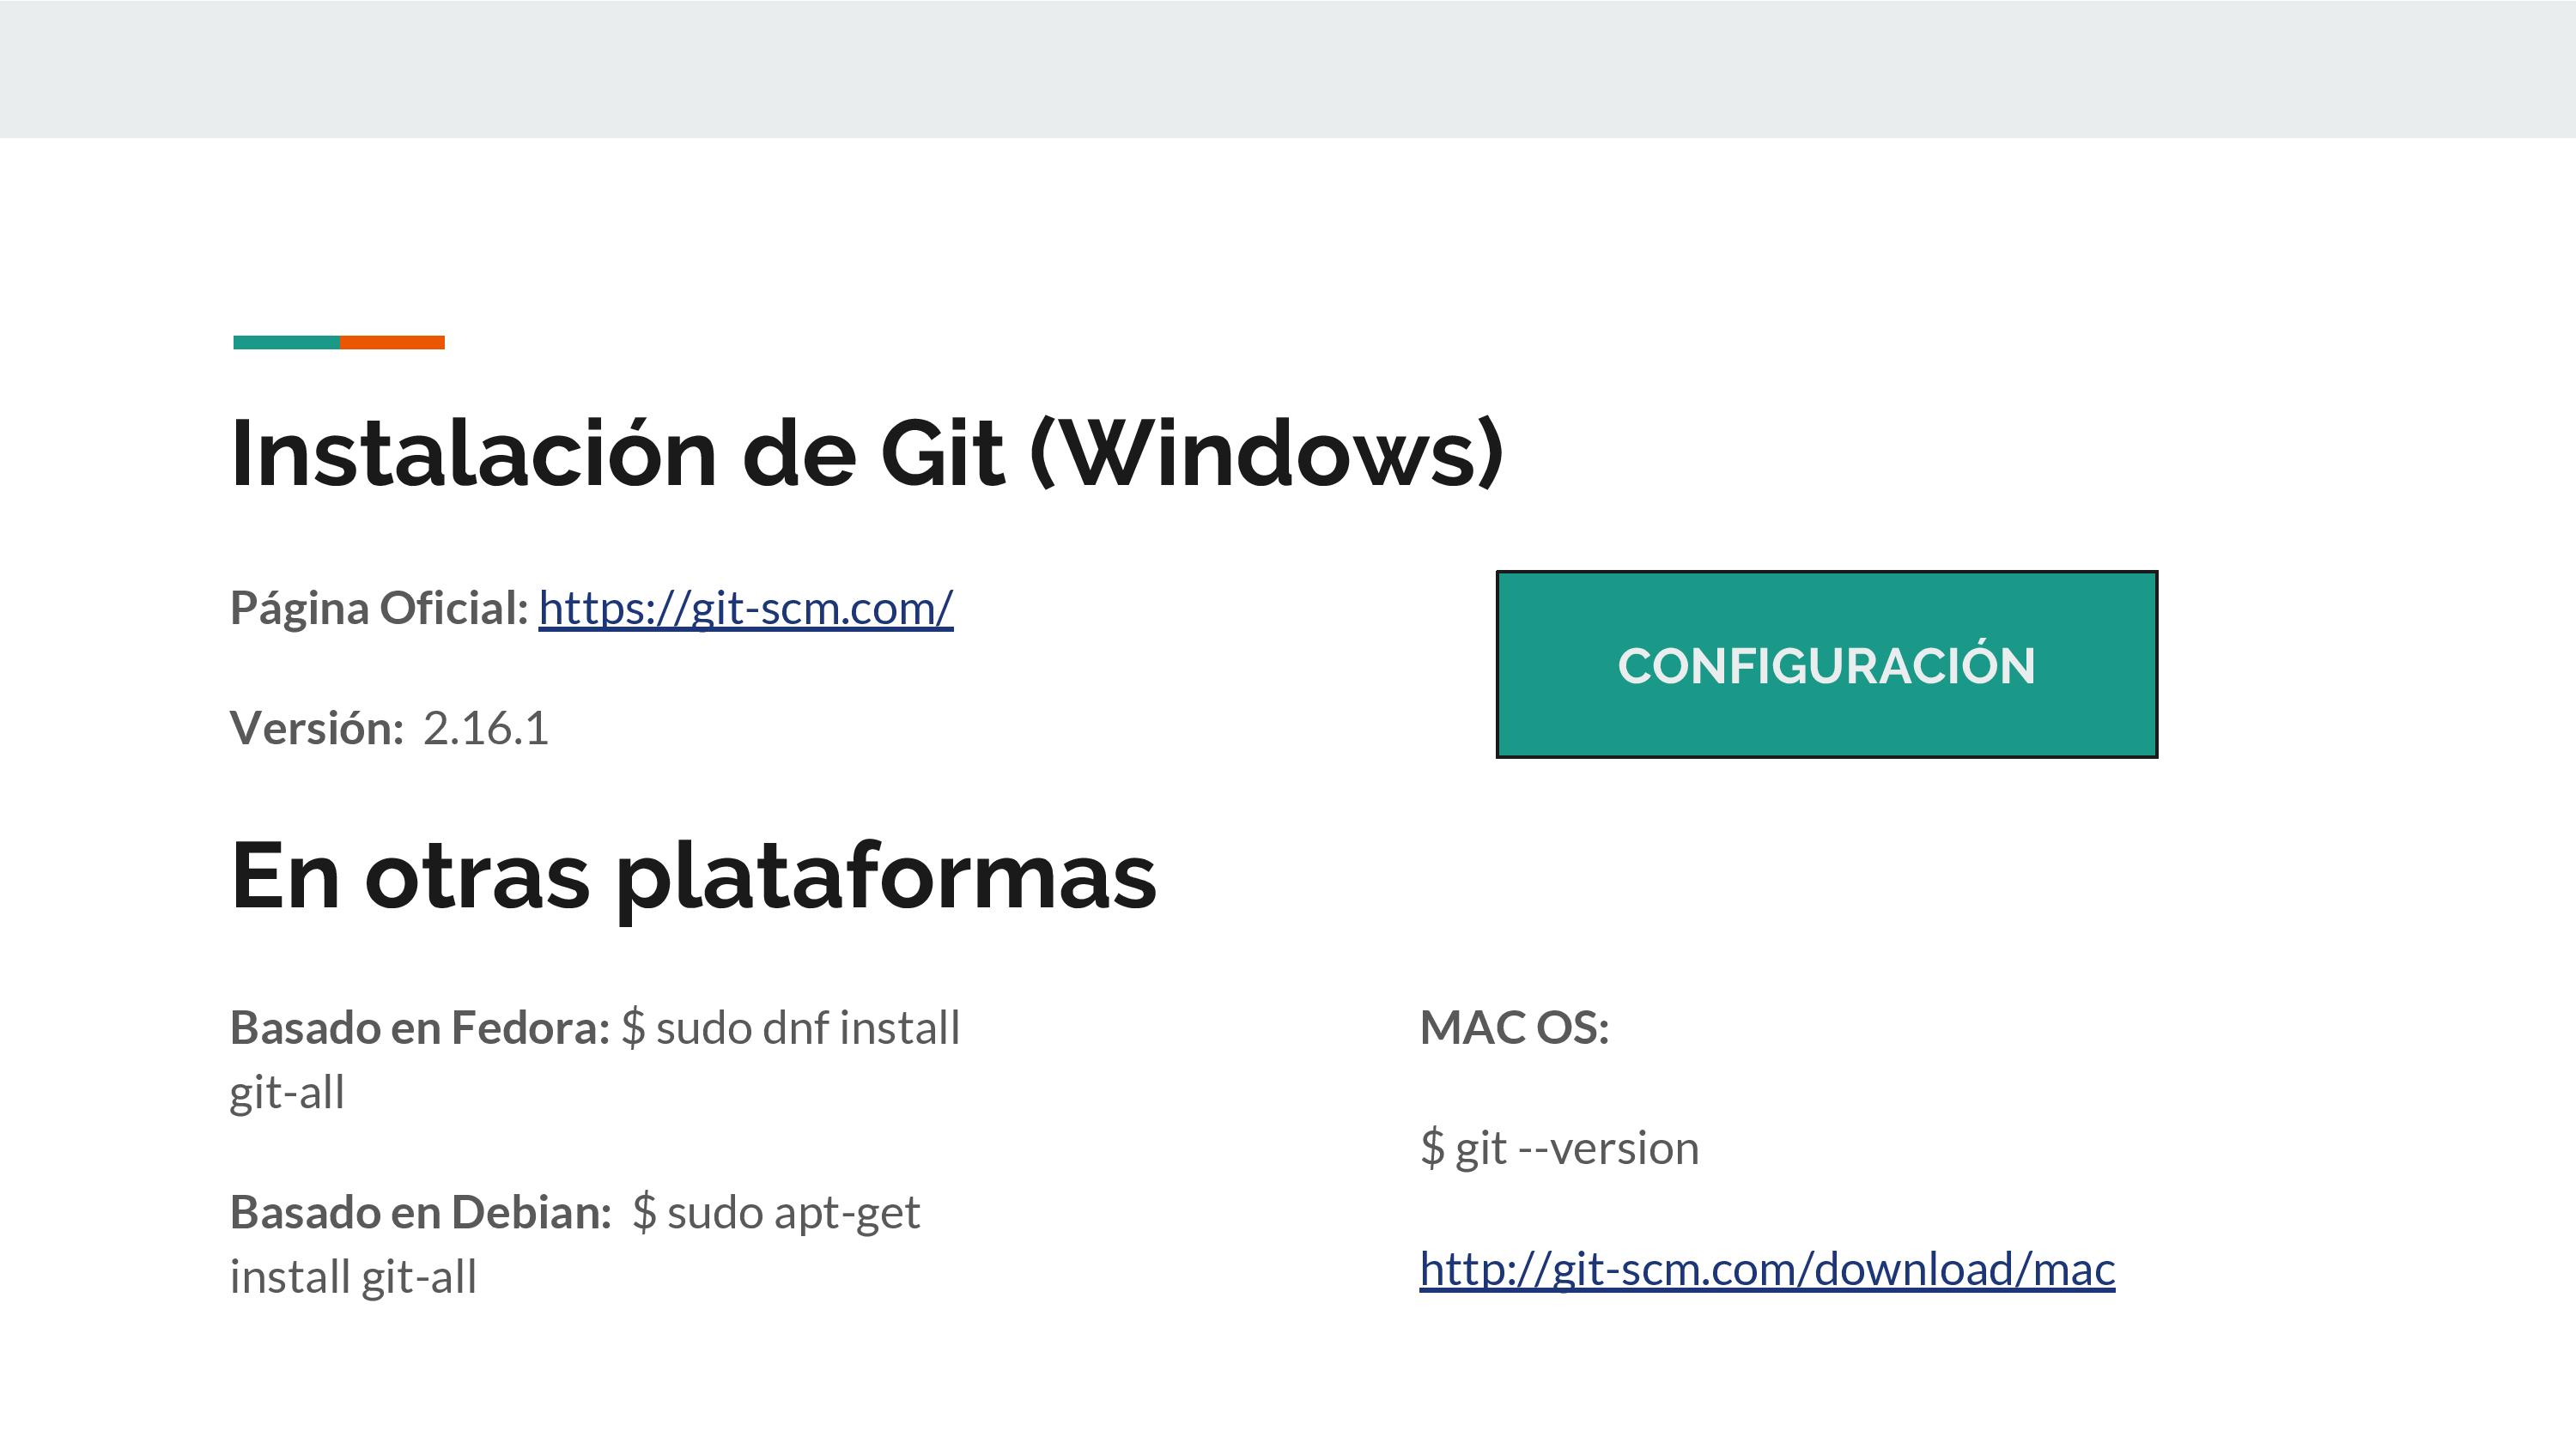 Instalación de Git (Windows)
Página Oficial: https://git-scm.com/
Versión:  2.16.1
CONFIGURACIÓN
En otras plataformas
Basado en Fedora: $ sudo dnf install
git-all
Basado en Debian:  $ sudo apt-get
install git-all
MAC OS:
$ git --version
http://git-scm.com/download/mac